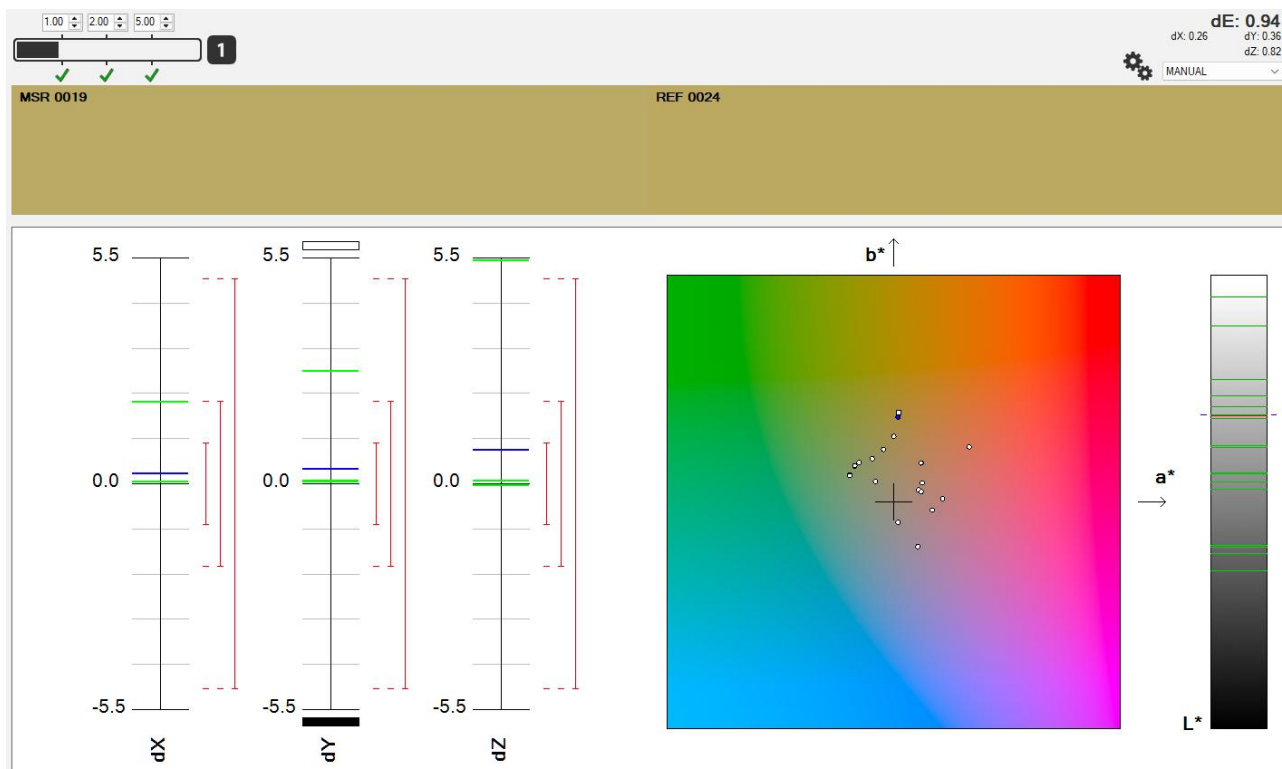 1.00 2.00 5.00
1
dE: 0.94
dX: 0.26 dY: 0.36
dZ: 0.82
MANUAL
MSR 0019 REF 0024
5.5 5.5 5.5
b*
0.0 0.0 0.0
a*
-5.5 -5.5 -5.5
L*
dX dY dZ